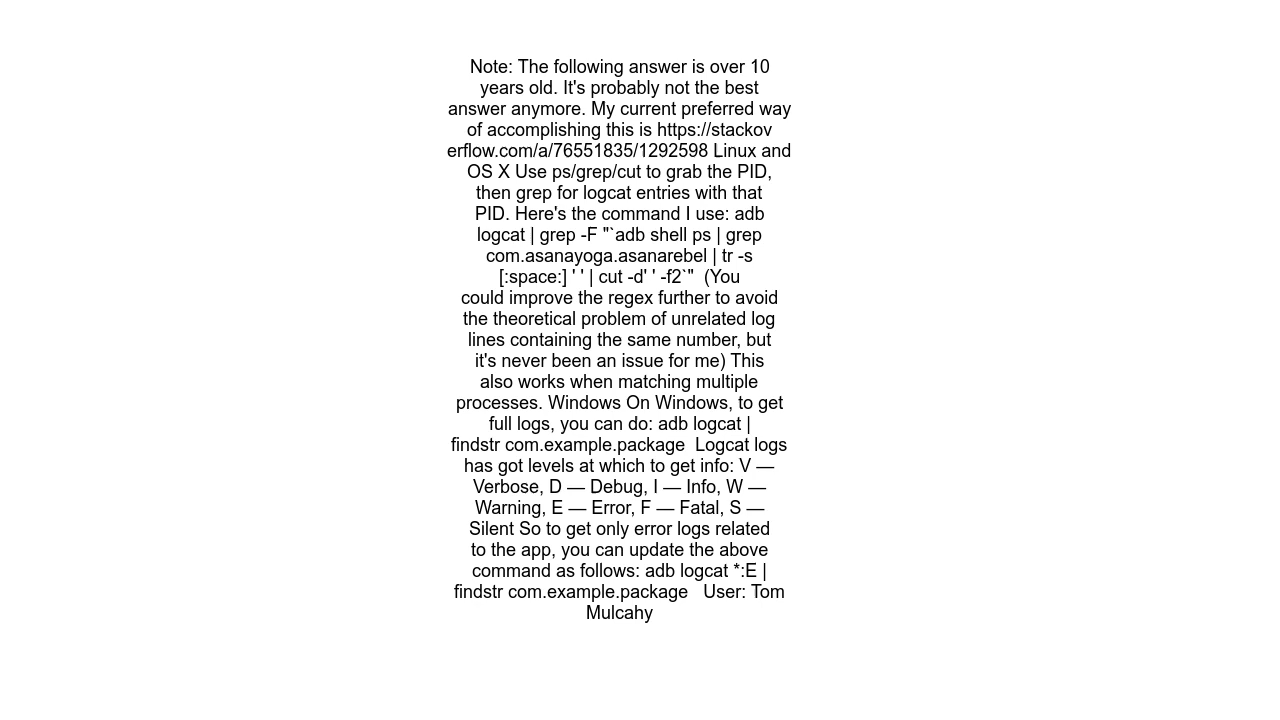 Note: The following answer is over 10
years old. It's probably not the best
answer anymore. My current preferred way
of accomplishing this is https://stackov
erflow.com/a/76551835/1292598 Linux and
OS X Use ps/grep/cut to grab the PID,
then grep for logcat entries with that
PID. Here's the command I use: adb
logcat | grep -F "`adb shell ps | grep
com.asanayoga.asanarebel | tr -s
[:space:] ' ' | cut -d' ' -f2`"  (You
could improve the regex further to avoid
the theoretical problem of unrelated log
lines containing the same number, but
it's never been an issue for me) This
also works when matching multiple
processes. Windows On Windows, to get
full logs, you can do: adb logcat |
findstr com.example.package  Logcat logs
has got levels at which to get info: V —
Verbose, D — Debug, I — Info, W —
Warning, E — Error, F — Fatal, S —
Silent So to get only error logs related
to the app, you can update the above
command as follows: adb logcat *:E |
findstr com.example.package   User: Tom
Mulcahy